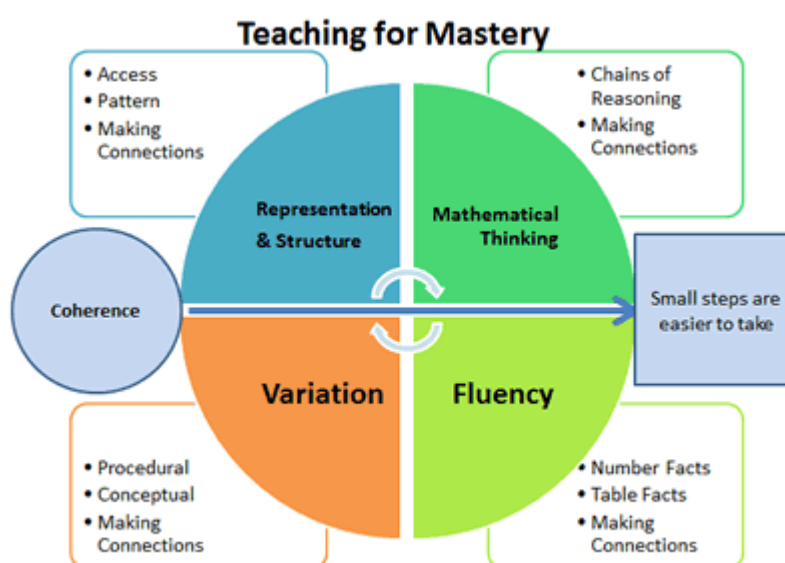 Teaching for Mastery
• Access
• Pattern
• Making
Connections
• Chains of
Reasoning
• Making
Connections
Representation
& Structure
Mathematical
Thinking
Coherence
Small steps are
easier to take
Variation
Fluency
• Procedural
• Conceptual
• Making
Connections
• Number Facts
• Table Facts
• Making
Connections